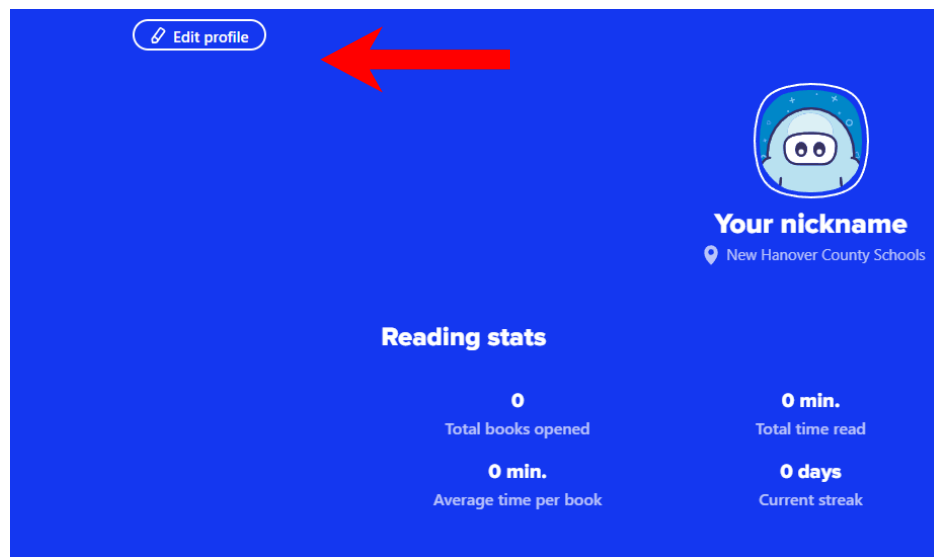 Edit profile
Your nickname
New Hanover County Schools
Reading stats
0
Total books opened
0 min.
Total time read
0 min.
Average time per book
0 days
Current streak